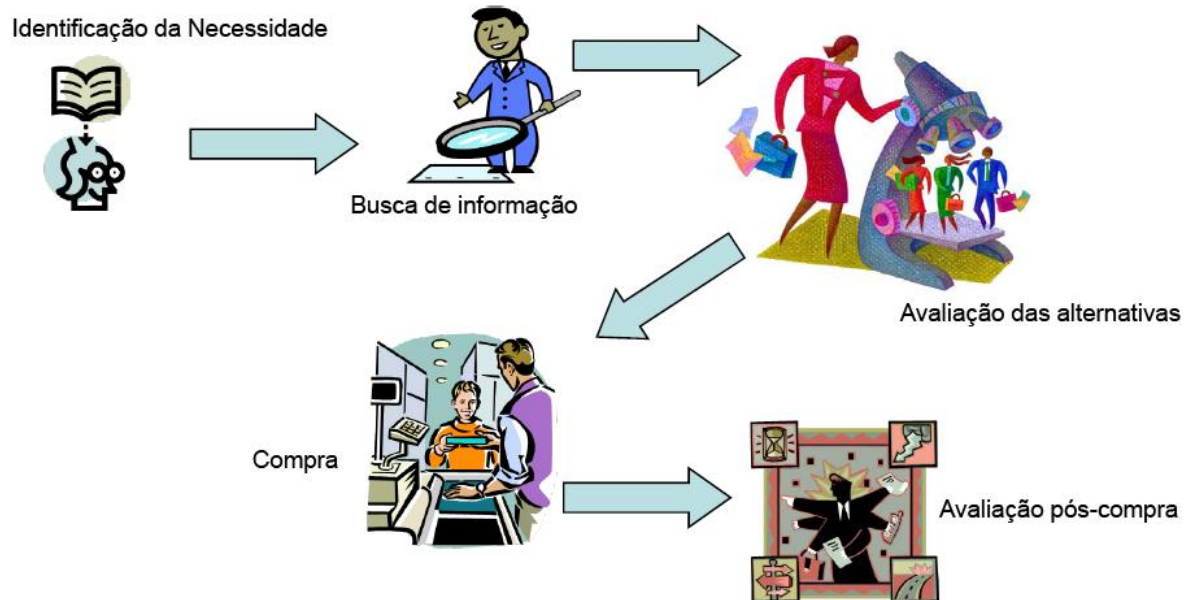 Identificação da Necessidade
Busca de informação
Avaliação das alternativas
Compra
Avaliação pós-compra